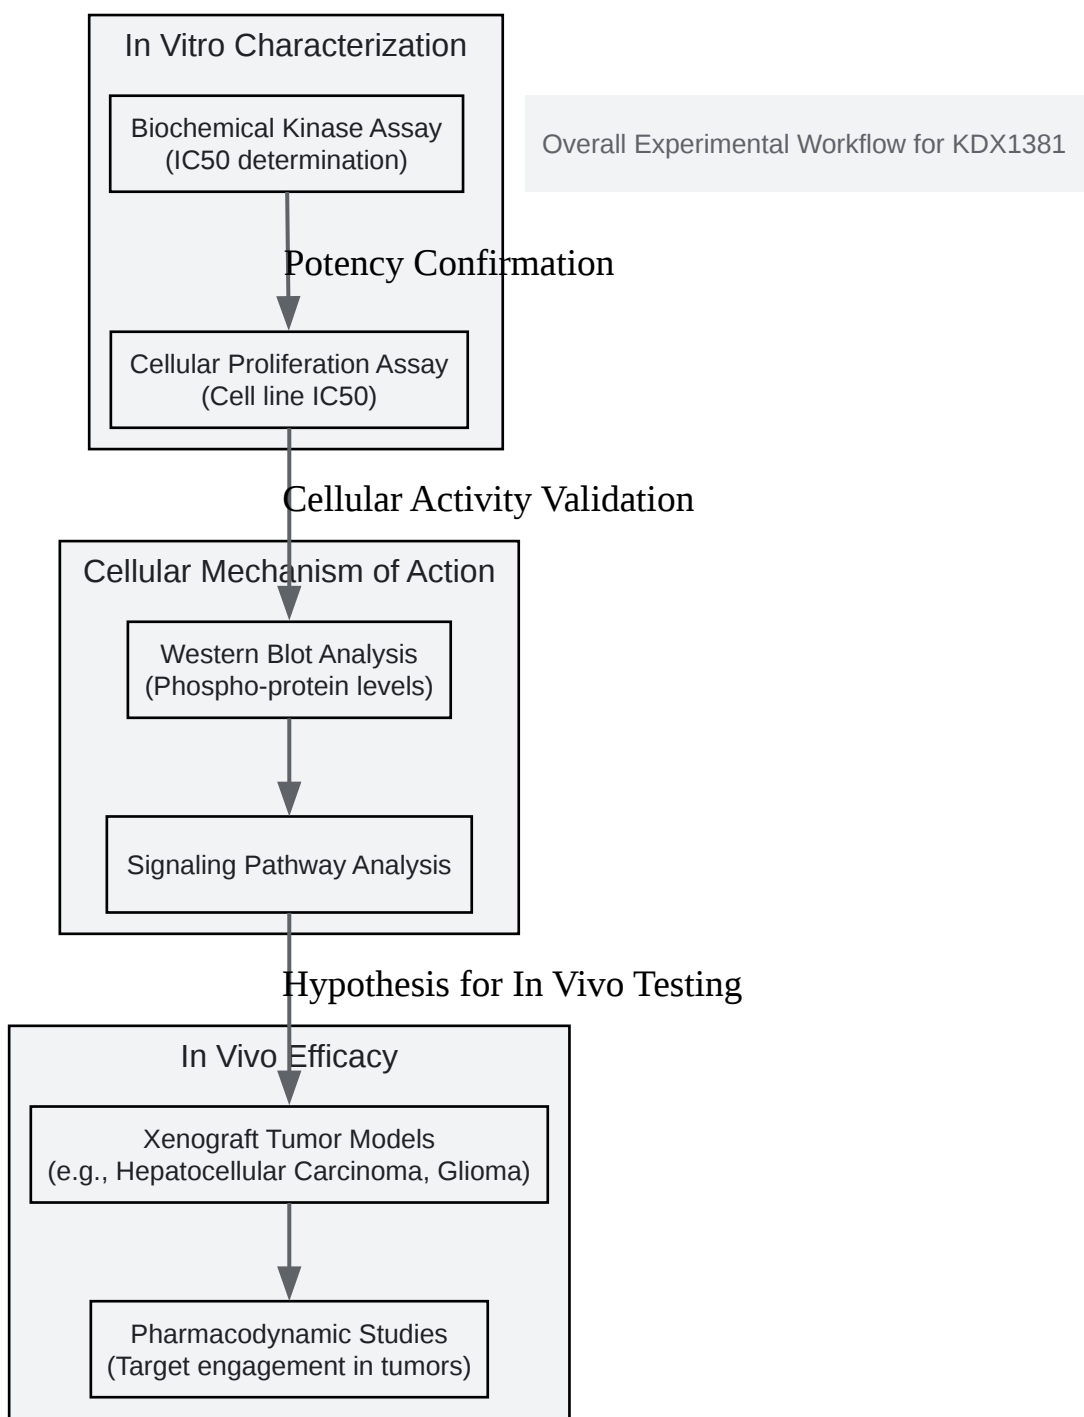 In Vitro Characterization
Biochemical Kinase Assay
(IC50 determination)
Overall Experimental Workflow for KDX1381
Potency Confirmation
Cellular Proliferation Assay
(Cell line IC50)
Cellular Activity Validation
Cellular Mechanism of Action
Western Blot Analysis
(Phospho-protein levels)
Signaling Pathway Analysis
Hypothesis for In Vivo Testing
In Vivo Efficacy
Xenograft Tumor Models
(e.g., Hepatocellular Carcinoma, Glioma)
Pharmacodynamic Studies
(Target engagement in tumors)